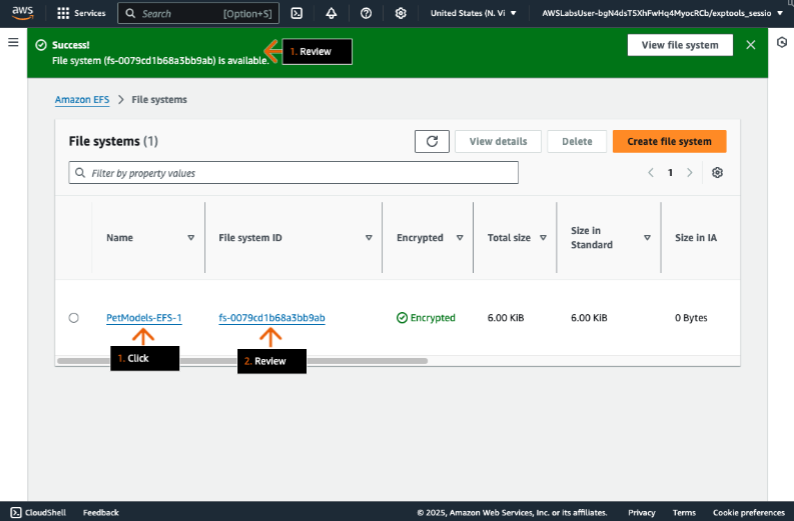 aws
Services
Search [Option+S]
United States (N. Vi
AWSLabsUser-bgN4dsT5XhFwHq4MyocRCb/exptools_sessio
Success!
File system (fs-0079cd1b68a3bb9ab) is available.
1. Review
View file system
Amazon EFS > File systems
File systems (1)
View details
Delete
Create file system
Filter by property values
1
Name
File system ID
Encrypted
Total size
Size in
Standard
Size in IA
PetModels-EFS-1
fs-0079cd1b68a3bb9ab
Encrypted
6.00 KiB
6.00 KiB
0 Bytes
1. Click
2. Review
CloudShell
Feedback
© 2025, Amazon Web Services, Inc. or its affiliates.
Privacy
Terms
Cookie preferences